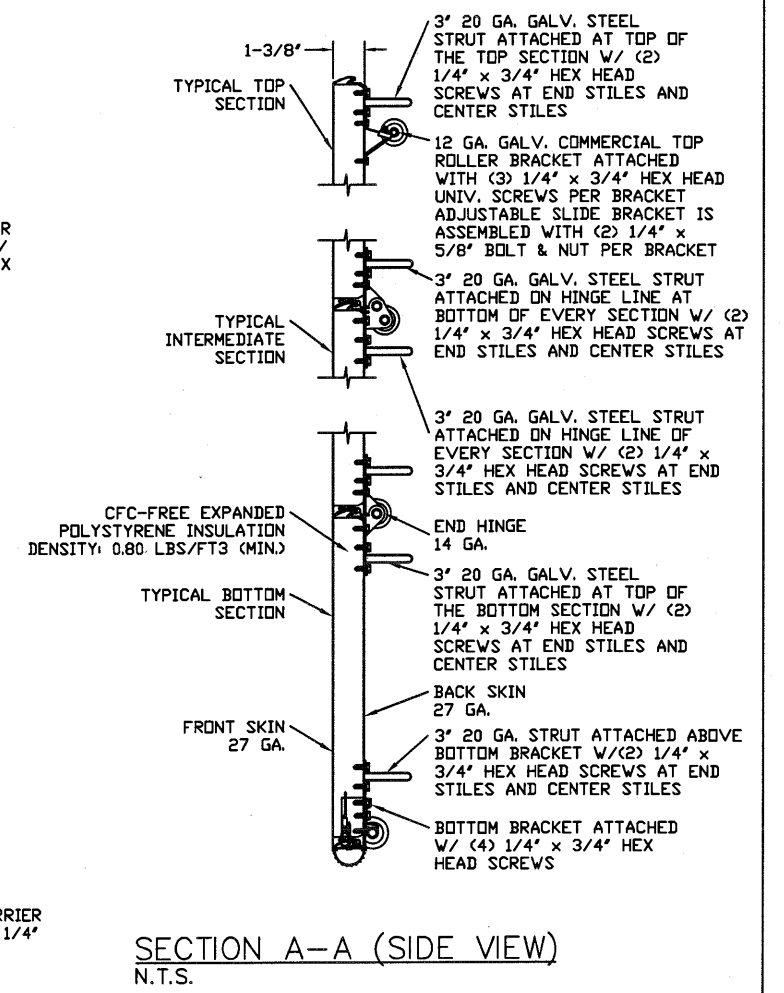 1-3/8"
TYPICAL TOP
SECTION
3" 20 GA. GALV. STEEL
STRUT ATTACHED AT TOP OF
THE TOP SECTION W/ (2)
1/4" x 3/4" HEX HEAD
SCREWS AT END STILES AND
CENTER STILES
12 GA. GALV. COMMERCIAL TOP
ROLLER BRACKET ATTACHED
WITH (3) 1/4" x 3/4" HEX HEAD
UNIV. SCREWS PER BRACKET
ADJUSTABLE SLIDE BRACKET IS
ASSEMBLED WITH (2) 1/4" x
5/8" BOLT & NUT PER BRACKET
R
/
X
3" 20 GA. GALV. STEEL STRUT
ATTACHED ON HINGE LINE AT
BOTTOM OF EVERY SECTION W/ (2)
1/4" x 3/4" HEX HEAD SCREWS AT
END STILES AND CENTER STILES
TYPICAL
INTERMEDIATE
SECTION
3" 20 GA. GALV. STEEL STRUT
ATTACHED ON HINGE LINE OF
EVERY SECTION W/ (2) 1/4" x
3/4" HEX HEAD SCREWS AT END
STILES AND CENTER STILES
CFC-FREE EXPANDED
POLYSTYRENE INSULATION
DENSITY: 0.80 LBS/FT3 (MIN.)
END HINGE
14 GA.
3" 20 GA. GALV. STEEL
STRUT ATTACHED AT TOP OF
THE BOTTOM SECTION W/ (2)
1/4" x 3/4" HEX HEAD
SCREWS AT END STILES AND
CENTER STILES
TYPICAL BOTTOM
SECTION
BACK SKIN
27 GA.
FRONT SKIN
27 GA.
3" 20 GA. STRUT ATTACHED ABOVE
BOTTOM BRACKET W/(2) 1/4" x
3/4" HEX HEAD SCREWS AT END
STILES AND CENTER STILES
BOTTOM BRACKET ATTACHED
W/ (4) 1/4" x 3/4" HEX
HEAD SCREWS
RRIER
1/4"
SECTION A-A (SIDE VIEW)
N.T.S.